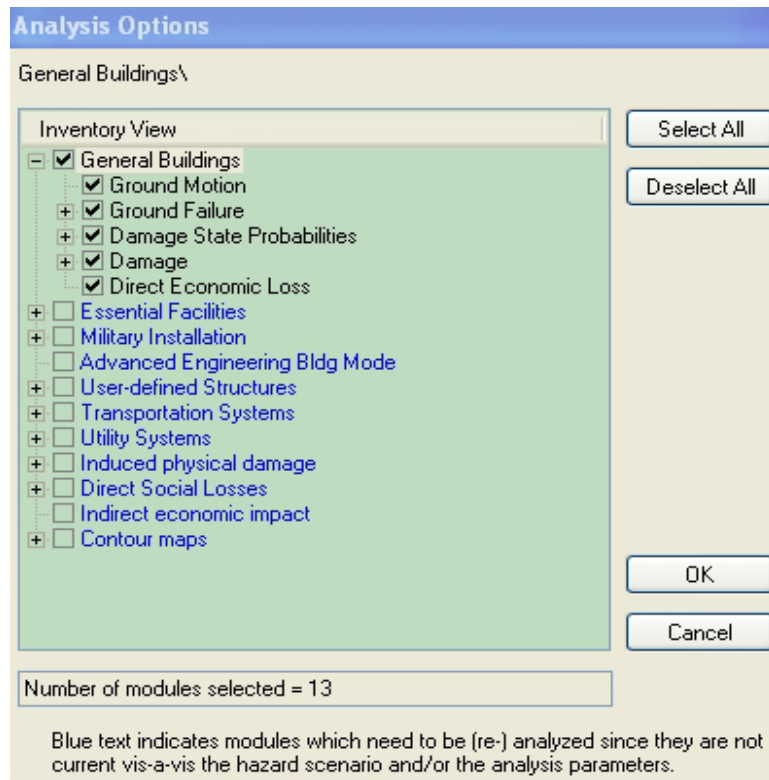 Analysis Options
General Buildings\
Inventory View
Select All
General Buildings
Ground Motion
Deselect All
Ground Failure
Damage State Probabilities
Damage
Direct Economic Loss
Essential Facilities
Military Installation
Advanced Engineering Bldg Mode
User-defined Structures
Transportation Systems
Utility Systems
Induced physical damage
Direct Social Losses
Indirect economic impact
Contour maps
OK
Cancel
Number of modules selected = 13
Blue text indicates modules which need to be (re-) analyzed since they are not
current vis-a-vis the hazard scenario and/or the analysis parameters.